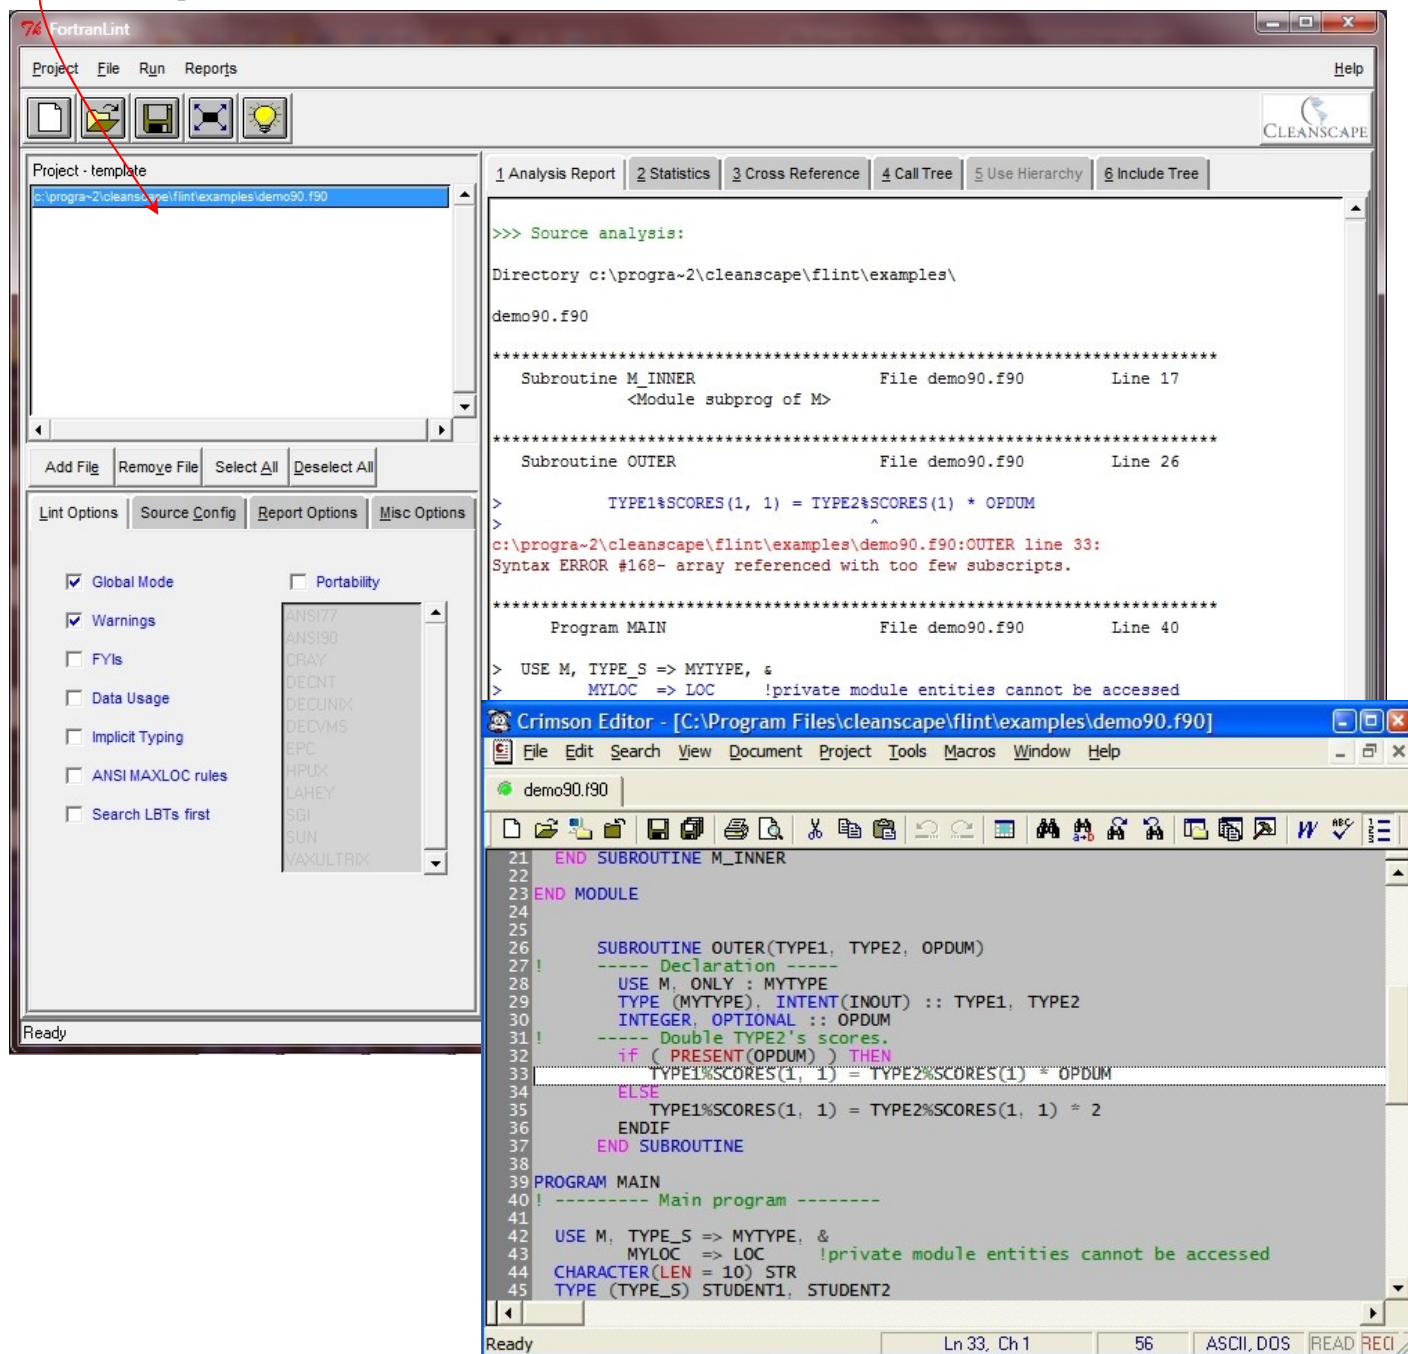 FortranLint
Project File Run Reports Help
CLEANSCAPE
Project - template
c:\progra~2\cleanscape\flint\examples\demo90.f90
Add File Remove File Select All Deselect All
Lint Options Source Config Report Options Misc Options
Global Mode
Warnings
FYIs
Data Usage
Implicit Typing
ANSI MAXLOC rules
Search LBTs first
Portability
ANSI77
ANSI90
CRAY
DECNT
DECUNIX
DECVMS
EPC
HPUX
LAHEY
SGI
SUN
VAXULTRIX
Ready
1 Analysis Report 2 Statistics 3 Cross Reference 4 Call Tree 5 Use Hierarchy 6 Include Tree
>>> Source analysis:
Directory c:\progra~2\cleanscape\flint\examples\
demo90.f90
***************************************************************************
Subroutine M_INNER File demo90.f90 Line 17
<Module subprog of M>
***************************************************************************
Subroutine OUTER File demo90.f90 Line 26
> TYPE1%SCORES(1, 1) = TYPE2%SCORES(1) * OPDUM
> ^
c:\progra~2\cleanscape\flint\examples\demo90.f90:OUTER line 33:
Syntax ERROR #168- array referenced with too few subscripts.
***************************************************************************
Program MAIN File demo90.f90 Line 40
> USE M, TYPE_S => MYTYPE, &
> MYLOC => LOC !private module entities cannot be accessed
Crimson Editor - [C:\Program Files\cleanscape\flint\examples\demo90.f90]
File Edit Search View Document Project Tools Macros Window Help
demo90.f90
21 END SUBROUTINE M_INNER
22
23 END MODULE
24
25
26 SUBROUTINE OUTER(TYPE1, TYPE2, OPDUM)
27 ! ----- Declaration -----
28 USE M, ONLY : MYTYPE
29 TYPE (MYTYPE), INTENT(INOUT) :: TYPE1, TYPE2
30 INTEGER, OPTIONAL :: OPDUM
31 ! ----- Double TYPE2's scores.
32 if ( PRESENT(OPDUM) ) THEN
33 TYPE1%SCORES(1, 1) = TYPE2%SCORES(1) * OPDUM
34 ELSE
35 TYPE1%SCORES(1, 1) = TYPE2%SCORES(1, 1) * 2
36 ENDIF
37 END SUBROUTINE
38
39 PROGRAM MAIN
40 ! --------- Main program --------
41
42 USE M, TYPE_S => MYTYPE, &
43 MYLOC => LOC !private module entities cannot be accessed
44 CHARACTER(LEN = 10) STR
45 TYPE (TYPE_S) STUDENT1, STUDENT2
Ready Ln 33, Ch 1 56 ASCII, DOS READ REC